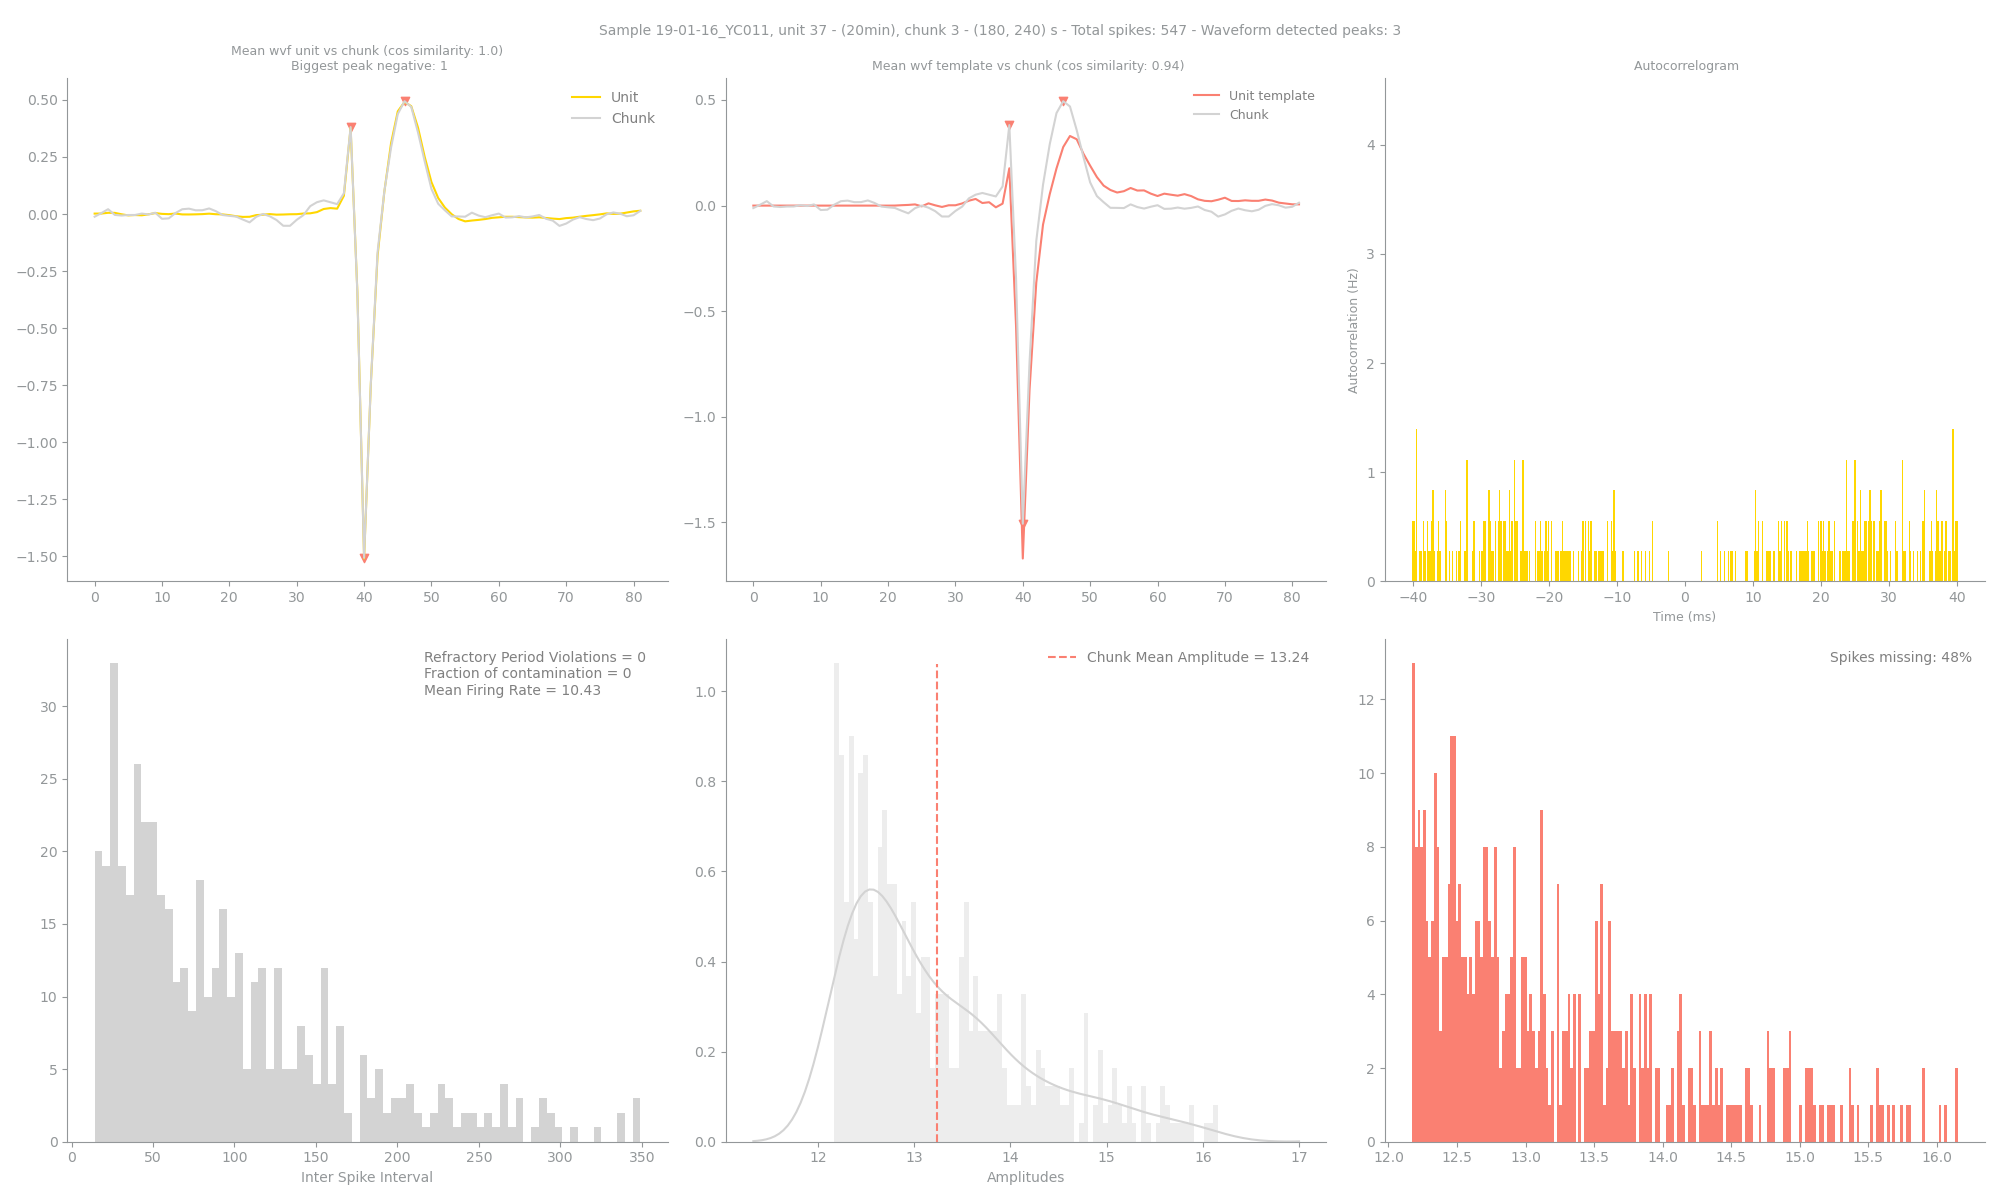 Sample 19-01-16_YC011, unit 37 - (20min), chunk 3 - (180, 240) s - Total spikes: 547 - Waveform detected peaks: 3
Mean wvf unit vs chunk (cos similarity: 1.0)
Biggest peak negative: 1
Unit
Chunk
0.50
0.25
0.00
−0.25
−0.50
−0.75
−1.00
−1.25
−1.50
0 10 20 30 40 50 60 70 80
Mean wvf template vs chunk (cos similarity: 0.94)
Unit template
Chunk
0.5
0.0
−0.5
−1.0
−1.5
0 10 20 30 40 50 60 70 80
Autocorrelogram
Autocorrelation (Hz)
4
3
2
1
0
−40 −30 −20 −10 0 10 20 30 40
Time (ms)
Refractory Period Violations = 0
Fraction of contamination = 0
Mean Firing Rate = 10.43
30
25
20
15
10
5
0
0 50 100 150 200 250 300 350
Inter Spike Interval
Chunk Mean Amplitude = 13.24
1.0
0.8
0.6
0.4
0.2
0.0
12 13 14 15 16 17
Amplitudes
Spikes missing: 48%
12
10
8
6
4
2
0
12.0 12.5 13.0 13.5 14.0 14.5 15.0 15.5 16.0